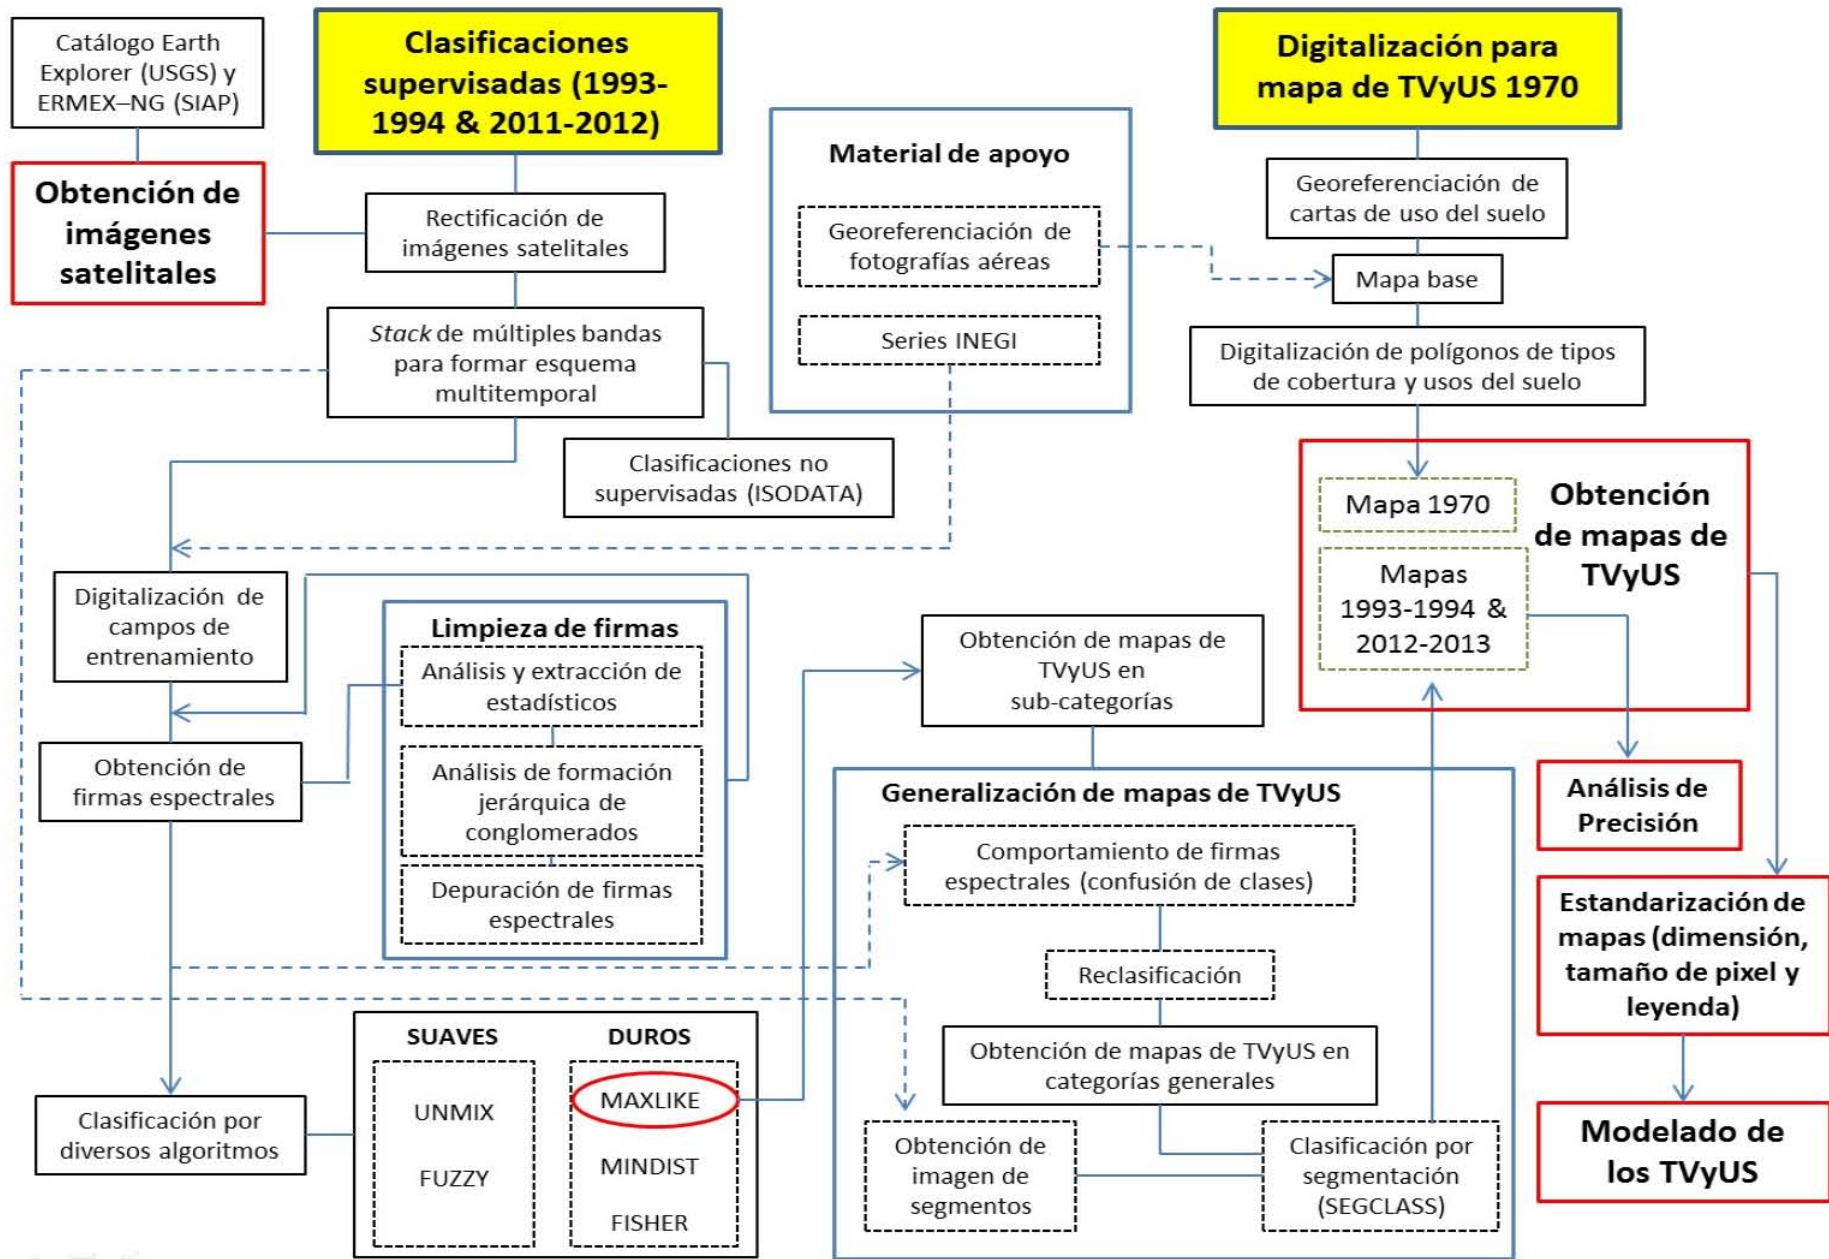 Catálogo Earth
Explorer (USGS) y
ERMEX–NG (SIAP)
Obtención de
imágenes
satelitales
Clasificaciones
supervisadas (1993-
1994 & 2011-2012)
Rectificación de
imágenes satelitales
Stack de múltiples bandas
para formar esquema
multitemporal
Clasificaciones no
supervisadas (ISODATA)
Material de apoyo
Georeferenciación de
fotografías aéreas
Series INEGI
Digitalización para
mapa de TVyUS 1970
Georeferenciación de
cartas de uso del suelo
Mapa base
Digitalización de polígonos de tipos
de cobertura y usos del suelo
Mapa 1970
Mapas
1993-1994 &
2012-2013
Obtención
de mapas de
TVyUS
Digitalización de
campos de
entrenamiento
Obtención de
firmas espectrales
Limpieza de firmas
Análisis y extracción de
estadísticos
Análisis de formación
jerárquica de
conglomerados
Depuración de firmas
espectrales
Clasificación por
diversos algoritmos
SUAVES
UNMIX
FUZZY
DUROS
MAXLIKE
MINDIST
FISHER
Obtención de mapas de
TVyUS en
sub-categorías
Generalización de mapas de TVyUS
Comportamiento de firmas
espectrales (confusión de clases)
Reclasificación
Obtención de mapas de TVyUS en
categorías generales
Obtención de
imagen de
segmentos
Clasificación por
segmentación
(SEGCLASS)
Análisis de
Precisión
Estandarización de
mapas (dimensión,
tamaño de pixel y
leyenda)
Modelado de
los TVyUS